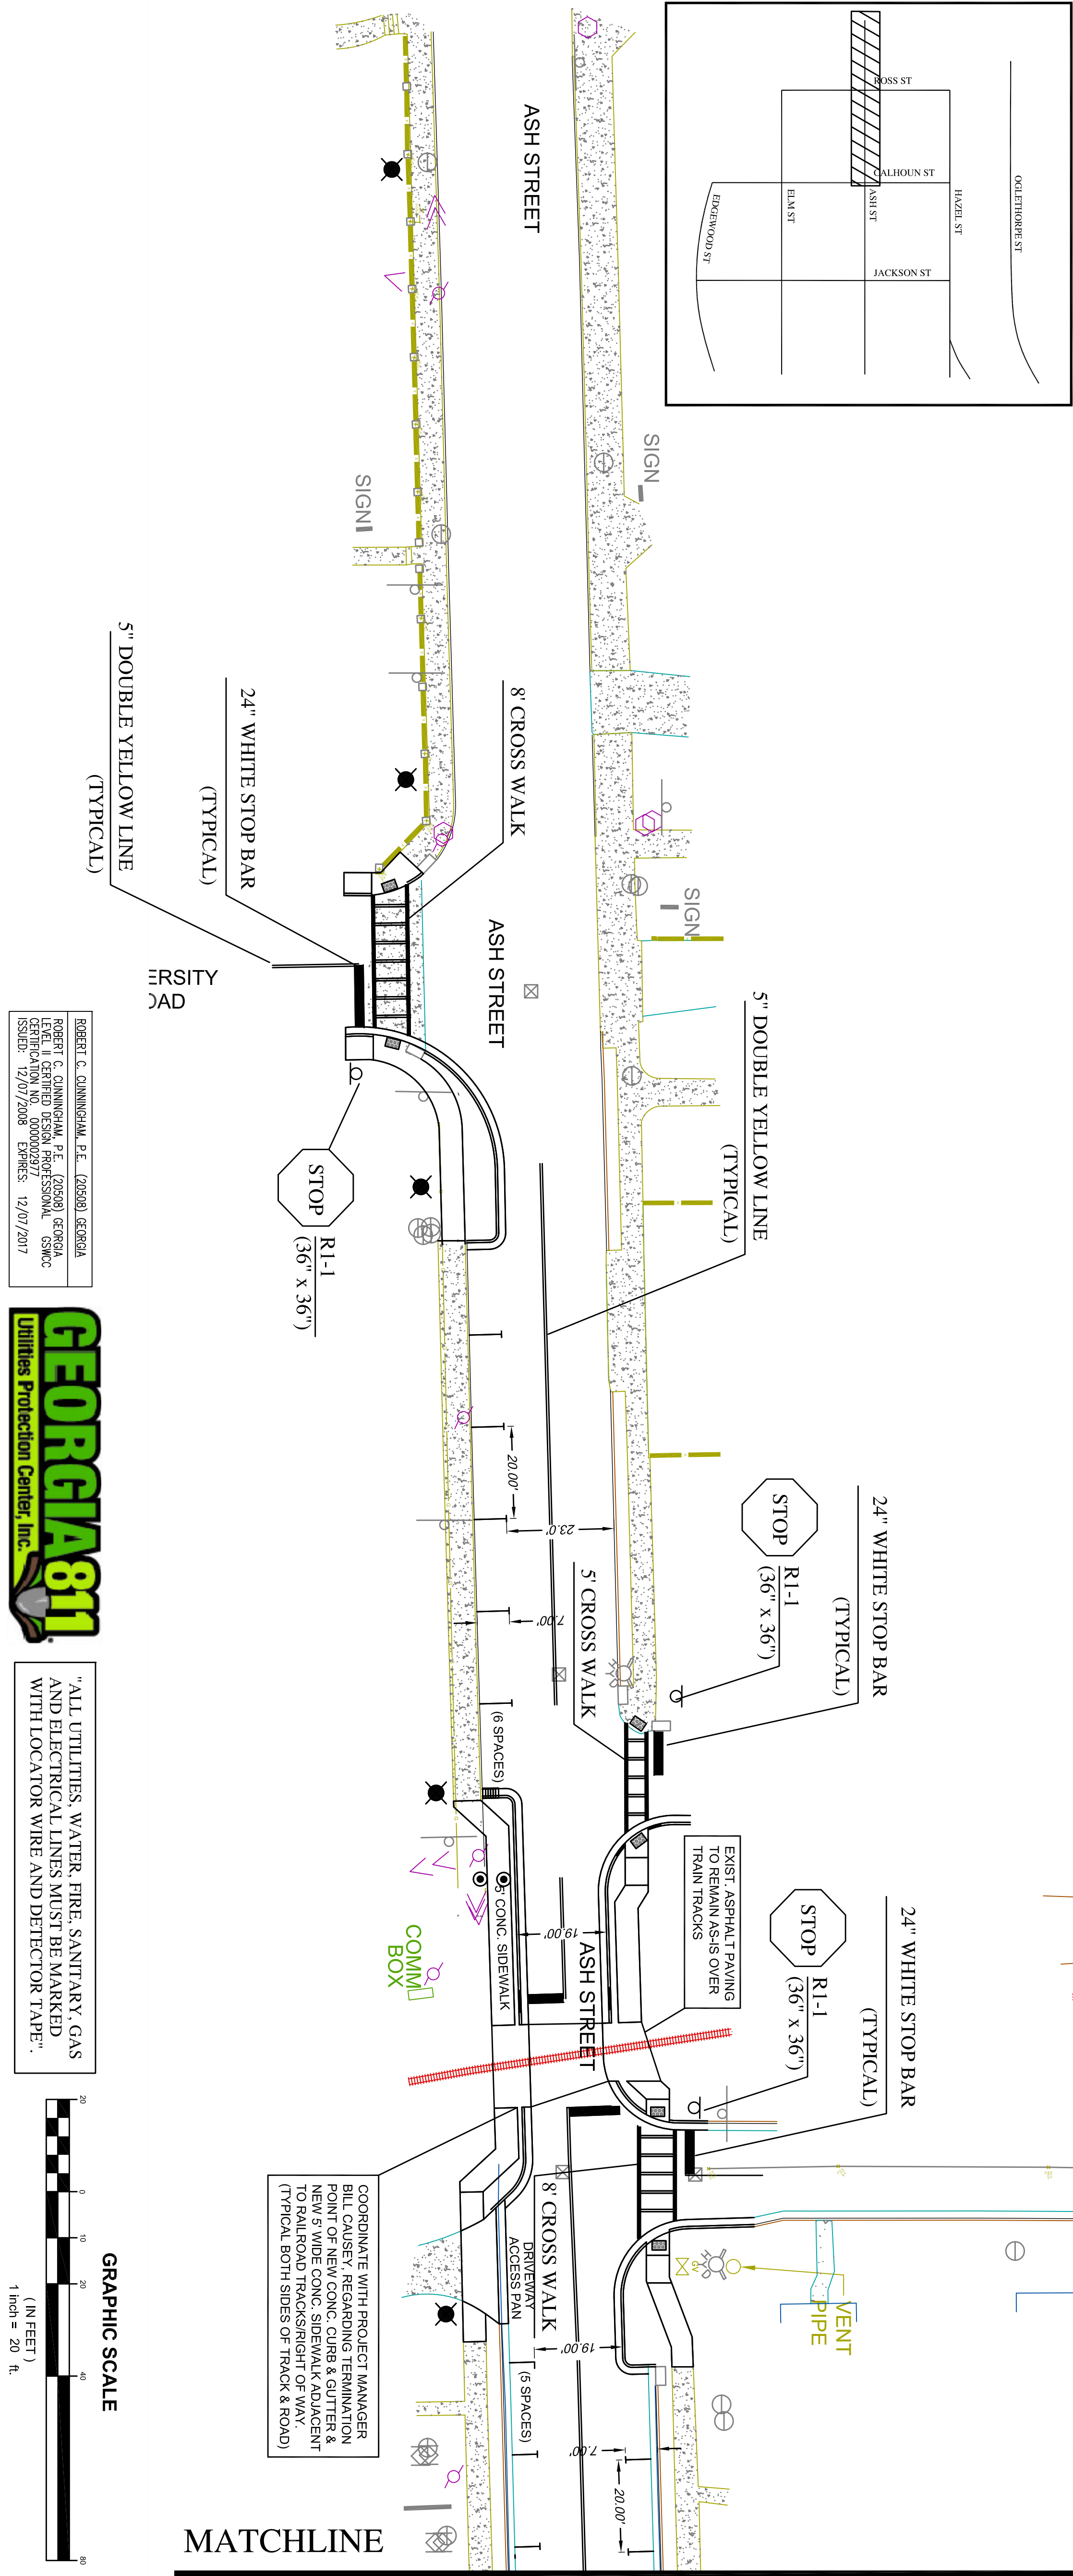 ROSS ST
CALHOUN ST
JACKSON ST
EDGEWOOD ST
ELM ST
ASH ST
HAZEL ST
OGLETHORPE ST
ASH STREET
SIGN
SIGN
SIGN
5" DOUBLE YELLOW LINE
(TYPICAL)
24" WHITE STOP BAR
(TYPICAL)
8' CROSS WALK
ASH STREET
ERSITY
OAD
5" DOUBLE YELLOW LINE
(TYPICAL)
STOP
R1-1
(36" x 36")
20.00'
23.0'
7.00'
5' CROSS WALK
STOP
R1-1
(36" x 36")
24" WHITE STOP BAR
(TYPICAL)
(6 SPACES)
EXIST. ASPHALT PAVING
TO REMAIN AS-IS OVER
TRAIN TRACKS
5' CONC. SIDEWALK
19.00'
ASH STREET
COMM
BOX
STOP
R1-1
(36" x 36")
24" WHITE STOP BAR
(TYPICAL)
8' CROSS WALK
DRIVEWAY
ACCESS PAN
19.00'
(5 SPACES)
7.00'
20.00'
GV
HYD
VENT
PIPE
COORDINATE WITH PROJECT MANAGER
BILL CAUSEY, REGARDING TERMINATION
POINT OF NEW CONC. CURB & GUTTER &
NEW 5' WIDE CONC. SIDEWALK ADJACENT
TO RAILROAD TRACKS/RIGHT OF WAY.
(TYPICAL BOTH SIDES OF TRACK & ROAD)
MATCHLINE
ROBERT C. CUNNINGHAM, P.E. (20508) GEORGIA
ROBERT C. CUNNINGHAM, P.E. (20508) GEORGIA
LEVEL II CERTIFIED DESIGN PROFESSIONAL GSWCC
CERTIFICATION NO. 0000002977
ISSUED: 12/07/2008 EXPIRES: 12/07/2017
GEORGIA811
Utilities Protection Center, Inc.
"ALL UTILITIES, WATER, FIRE, SANITARY, GAS
AND ELECTRICAL LINES MUST BE MARKED
WITH LOCATOR WIRE AND DETECTOR TAPE".
GRAPHIC SCALE
20 0 10 20 40 80
( IN FEET )
1 inch = 20 ft.